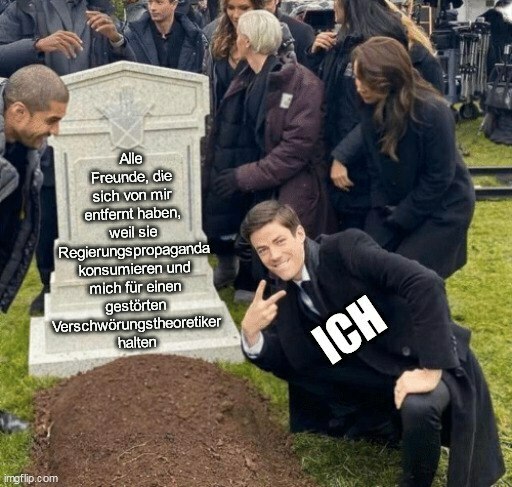 Alle
Freunde, die
sich von mir
entfernt haben,
weil sie
Regierungspropaganda
konsumieren und
mich für einen
gestörten
Verschwörungstheoretiker
halten
ICH
imgflip.com